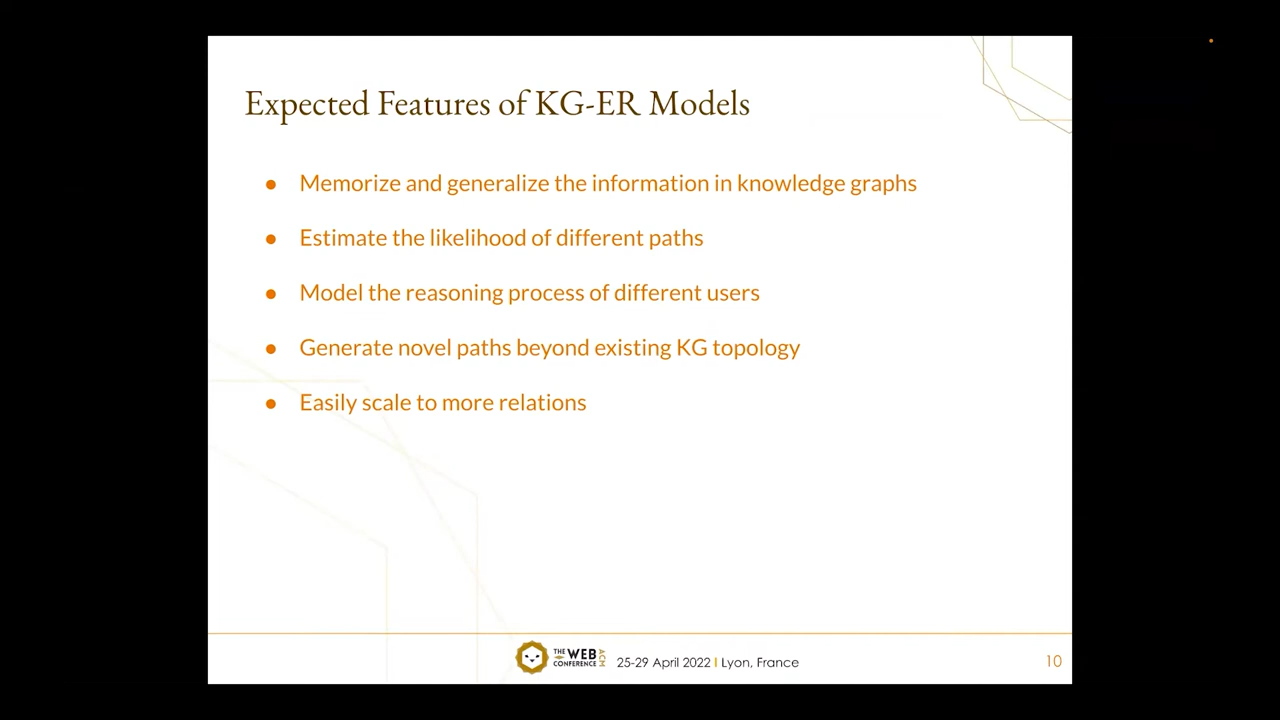 Expected Features of KG-ER Models
● Memorize and generalize the information in knowledge graphs
● Estimate the likelihood of different paths
● Model the reasoning process of different users
● Generate novel paths beyond existing KG topology
● Easily scale to more relations
THE WEB CONFERENCE ACM
25-29 April 2022 | Lyon, France
10